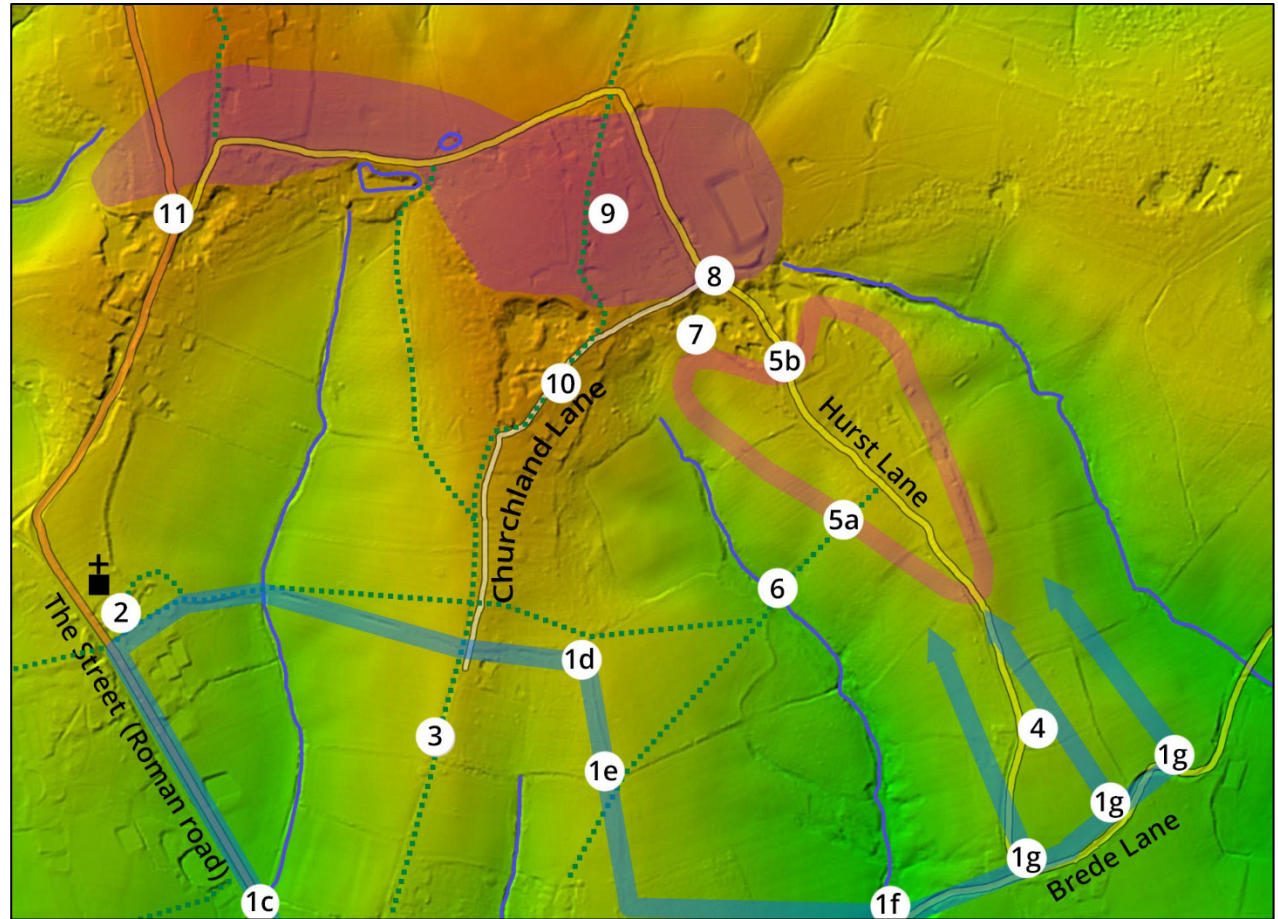 11
9
8
7
5b
10
Churchland Lane
Hurst Lane
5a
6
2
The Street (Roman road)
1d
3
4
1e
1g
1g
1g
Brede Lane
1c
1f